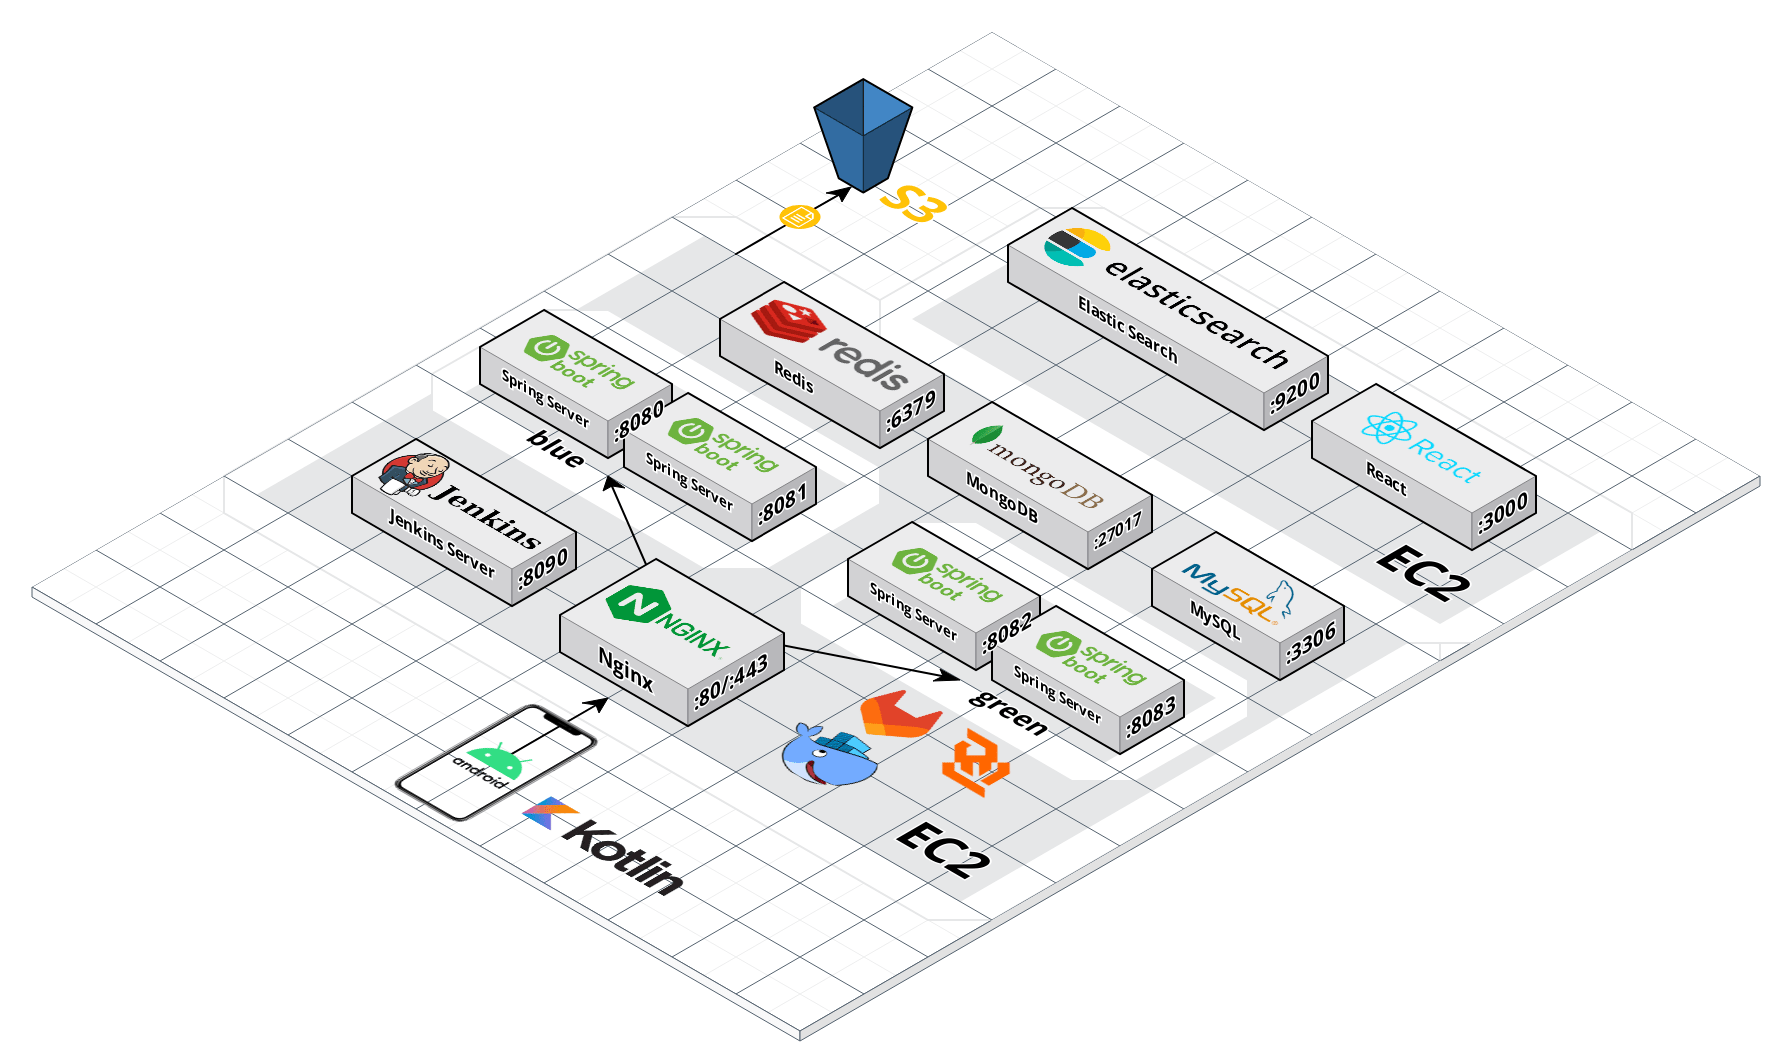 S3
elasticsearch
Elastic Search
:9200
redis
Redis
:6379
spring
boot
Spring Server
:8080
blue
spring
boot
Spring Server
:8081
React
React
:3000
EC2
mongoDB
MongoDB
:27017
Jenkins
Jenkins Server
:8090
MySQL
MySQL
:3306
spring
boot
Spring Server
:8082
green
spring
boot
Spring Server
:8083
NGINX
Nginx
:80/:443
android
Kotlin
EC2